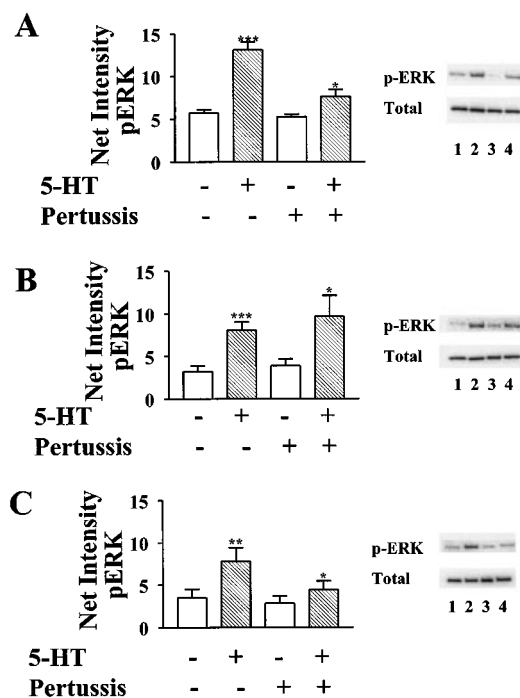 A
Net Intensity
pERK
15
10
5
0
***
*
5-HT - + - +
Pertussis - - + +
p-ERK
Total
1 2 3 4
B
Net Intensity
pERK
15
10
5
0
***
*
5-HT - + - +
Pertussis - - + +
p-ERK
Total
1 2 3 4
C
Net Intensity
pERK
15
10
5
0
**
*
5-HT - + - +
Pertussis - - + +
p-ERK
Total
1 2 3 4